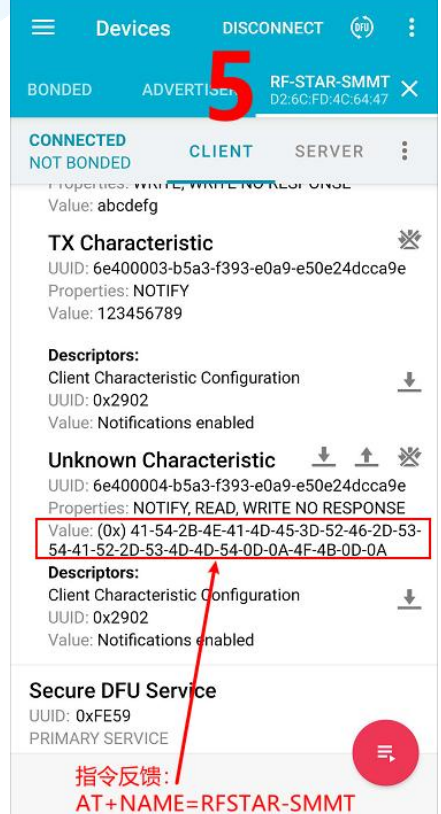 Devices DISCONNECT DFU
5
BONDED ADVERTISER RF-STAR-SMMT
D2:6C:FD:4C:64:47
CONNECTED
NOT BONDED
CLIENT SERVER
Properties: WRITE, WRITE NO RESPONSE
Value: abcdefg
TX Characteristic
UUID: 6e400003-b5a3-f393-e0a9-e50e24dcca9e
Properties: NOTIFY
Value: 123456789
Descriptors:
Client Characteristic Configuration
UUID: 0x2902
Value: Notifications enabled
Unknown Characteristic
UUID: 6e400004-b5a3-f393-e0a9-e50e24dcca9e
Properties: NOTIFY, READ, WRITE NO RESPONSE
Value: (0x) 41-54-2B-4E-41-4D-45-3D-52-46-2D-53-
54-41-52-2D-53-4D-4D-54-0D-0A-4F-4B-0D-0A
Descriptors:
Client Characteristic Configuration
UUID: 0x2902
Value: Notifications enabled
Secure DFU Service
UUID: 0xFE59
PRIMARY SERVICE
指令反馈:
AT+NAME=RFSTAR-SMMT